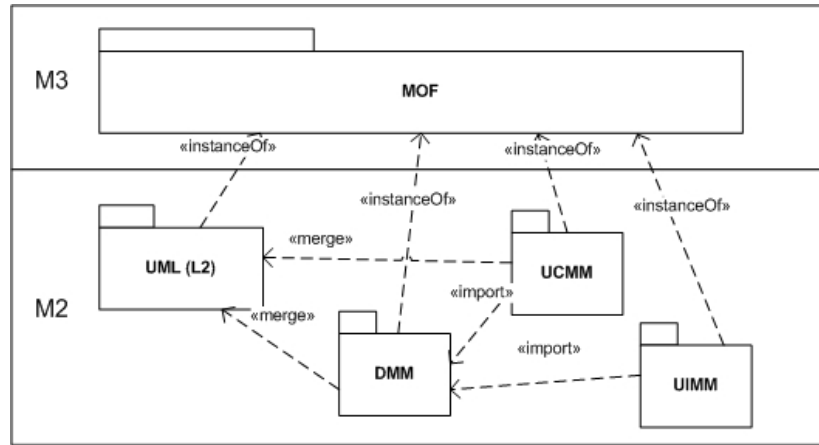 M3
MOF
«instanceOf»
«instanceOf»
«instanceOf»
«instanceOf»
M2
UML (L2)
«merge»
UCMM
«import»
«merge»
DMM
«import»
UIMM